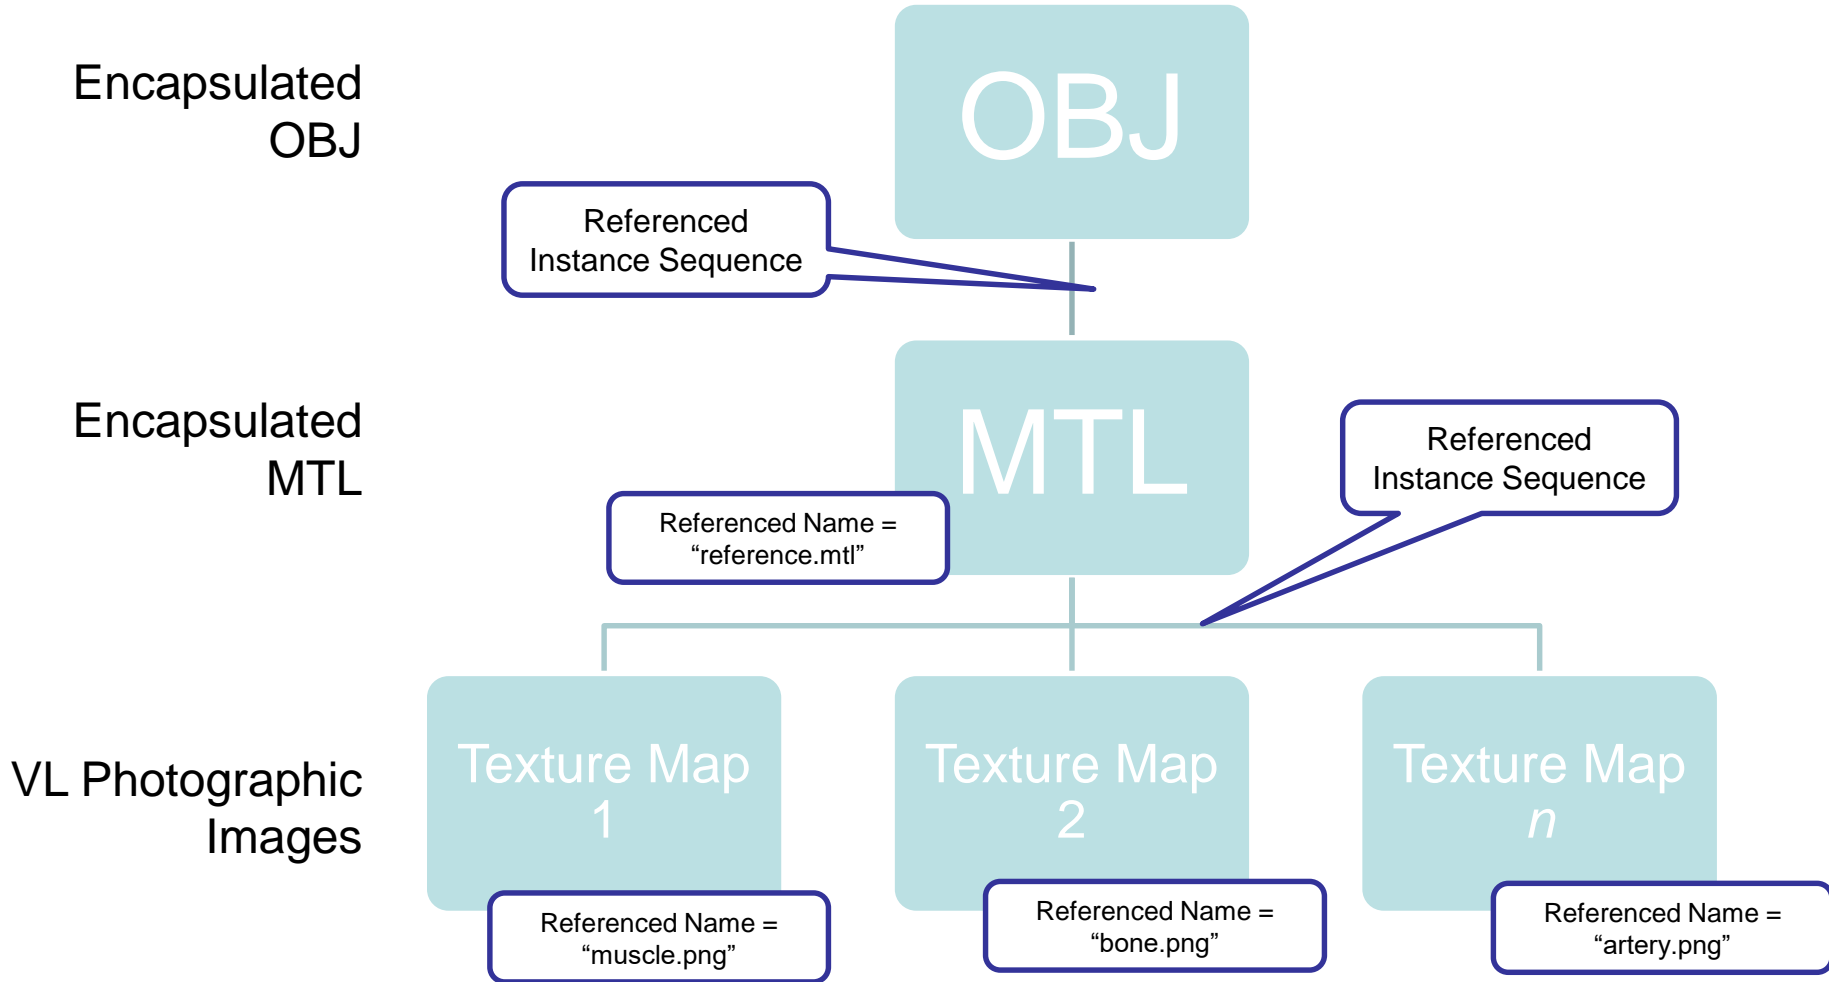 Encapsulated
OBJ
OBJ
Referenced
Instance Sequence
Encapsulated
MTL
MTL
Referenced
Instance Sequence
Referenced Name =
“reference.mtl”
VL Photographic
Images
Texture Map
1
Texture Map
2
Texture Map
n
Referenced Name =
“muscle.png”
Referenced Name =
“bone.png”
Referenced Name =
“artery.png”